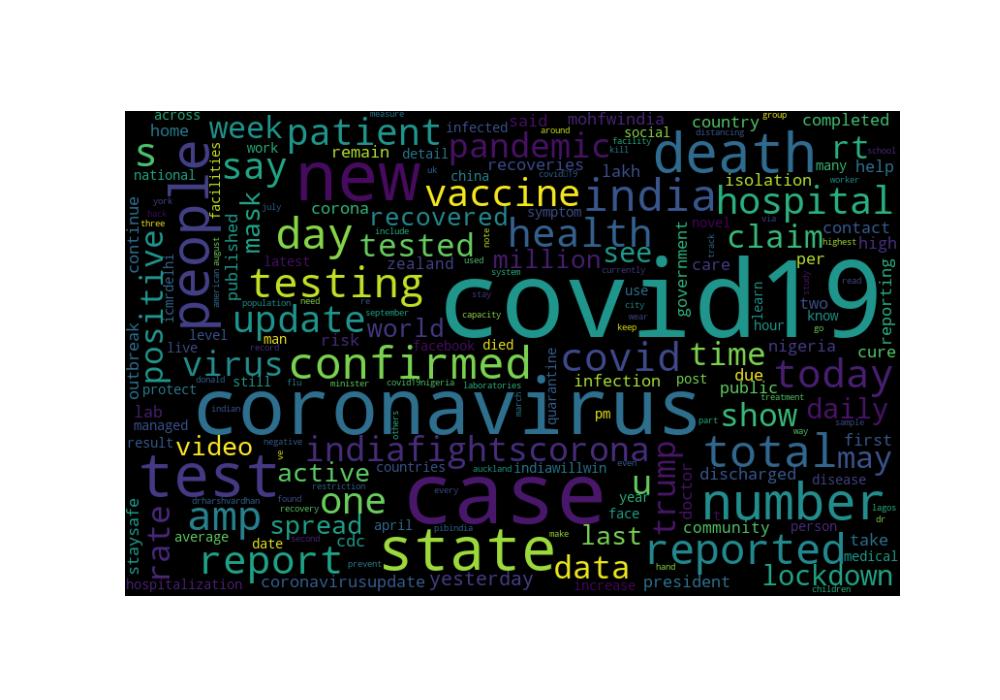 across
measure
infected
said
around
mohfwindia
country
group
completed
home
week
patient
pandemic
social
distancing
death
rt
s
work
remain
detail
uk
facility
kill
many
school
national
people
facilities
say
new
recoveries
china
covid19
lakh
isolation
worker
help
york
july
mask
corona
vaccine
symptom
india
hospital
three
hack
recovered
novel
via
contact
continue
positive
icmrdelhi
august
american
published
day
include
tested
note
health
government
track
claim
highest
high
latest
zealand
used
million
see
care
per
study
testing
system
currently
use
learn
two
read
reporting
population
need
re
stay
city
wear
hour
know
september
capacity
keep
go
update
world
covid19
level
man
risk
facebook
died
outbreak
live
record
virus
confirmed
quarantine
covid
time
nigeria
cure
protect
donald
still
flu
minister
covid19nigeria
laboratories
infection
post
due
public
today
treatment
lab
indian
coronavirus
march
pm
part
show
daily
sample
managed
others
way
result
video
negative
indiafightscorona
total
may
first
ve
test
active
countries
auckland
indiawillwin
even
trump
doctor
discharged
disease
drharshvardhan
found
restriction
case
every
u
year
number
lagos
staysafe
rate
amp
recovery
one
face
community
person
dr
average
spread
april
pibindia
make
last
date
second
cdc
state
reported
take
report
prevent
data
hand
medical
hospitalization
coronavirusupdate
yesterday
increase
president
lockdown
children